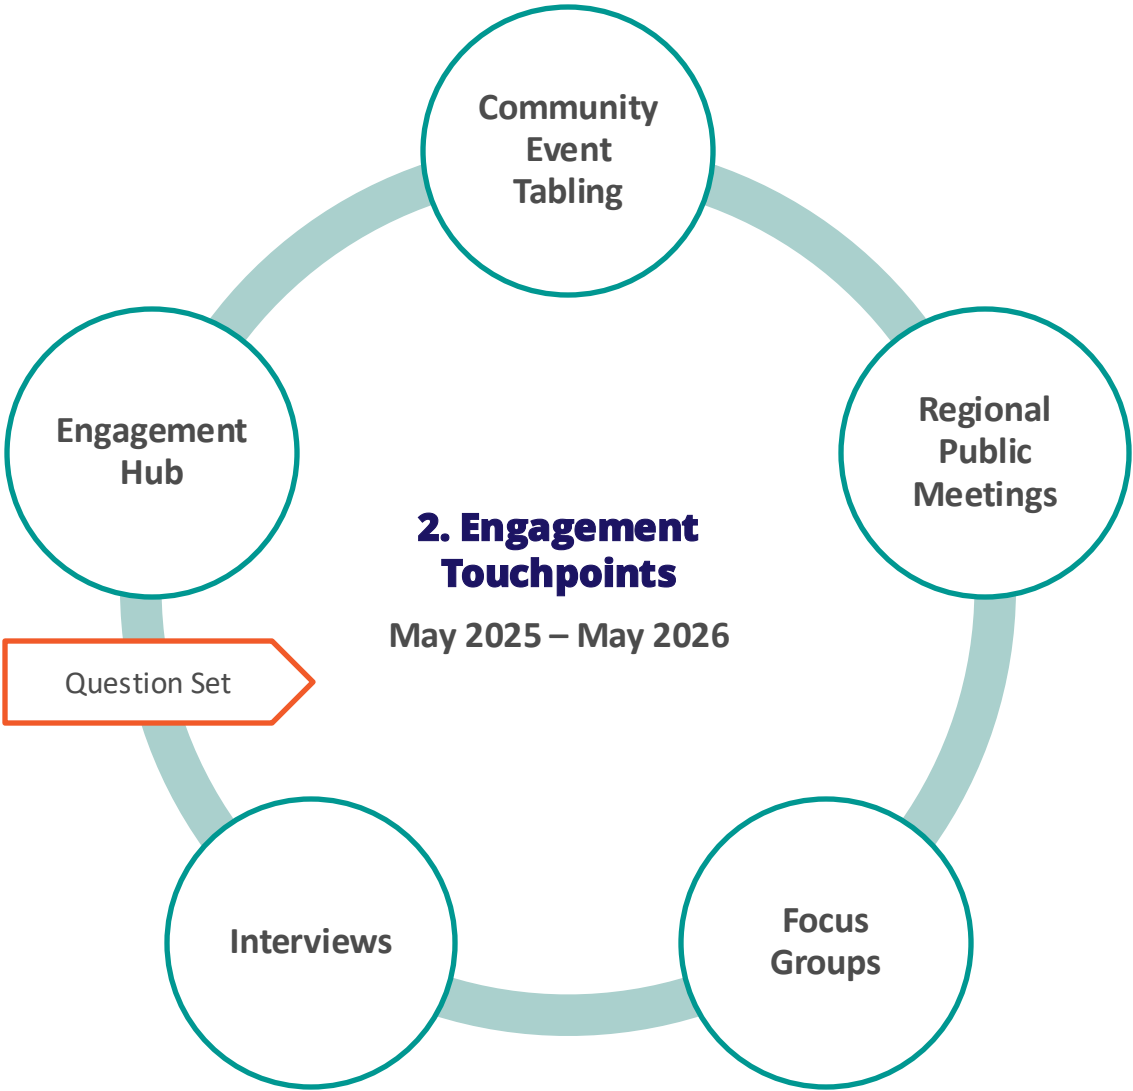 Community
Event
Tabling
Regional
Public
Meetings
Engagement
Hub
2. Engagement
Touchpoints
May 2025 – May 2026
Question Set
Interviews
Focus
Groups